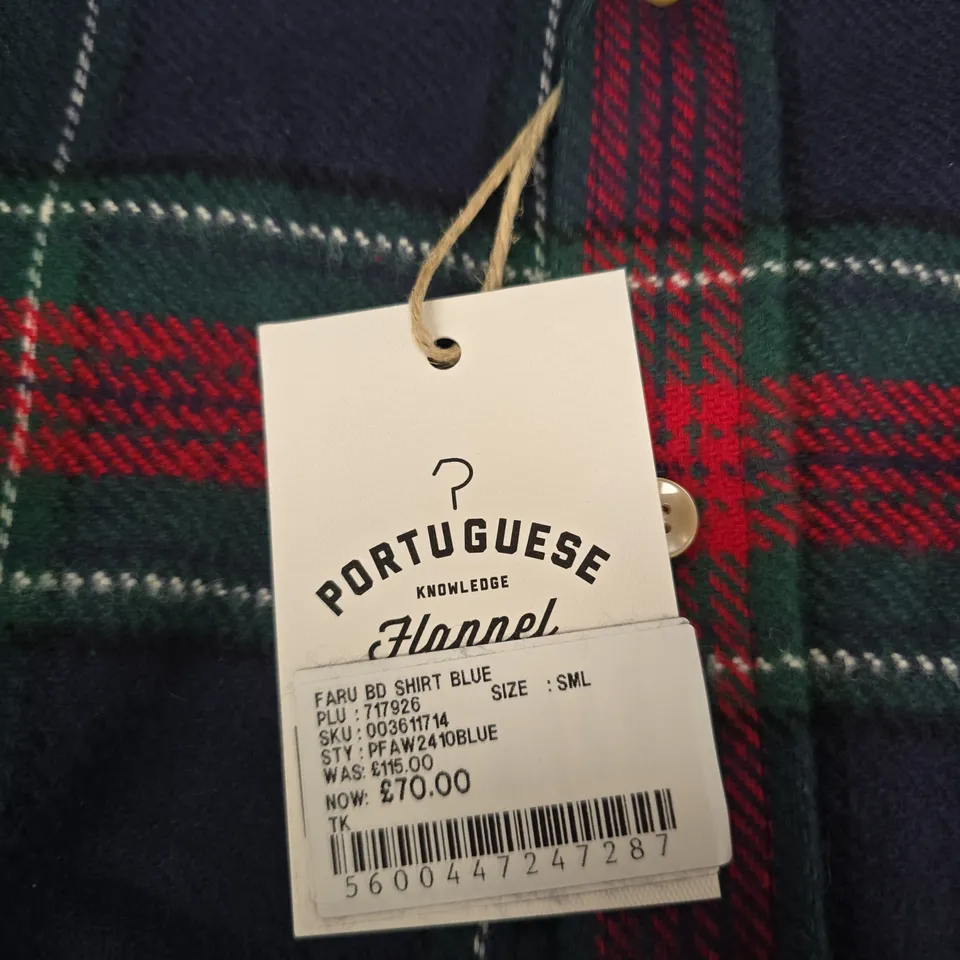 PORTUGUESE
KNOWLEDGE
Flannel
FARU BD SHIRT BLUE
PLU : 717926 SIZE : SML
SKU : 003611714
STY : PFAW2410BLUE
WAS: £115.00
NOW: £70.00
TK
5600447247287